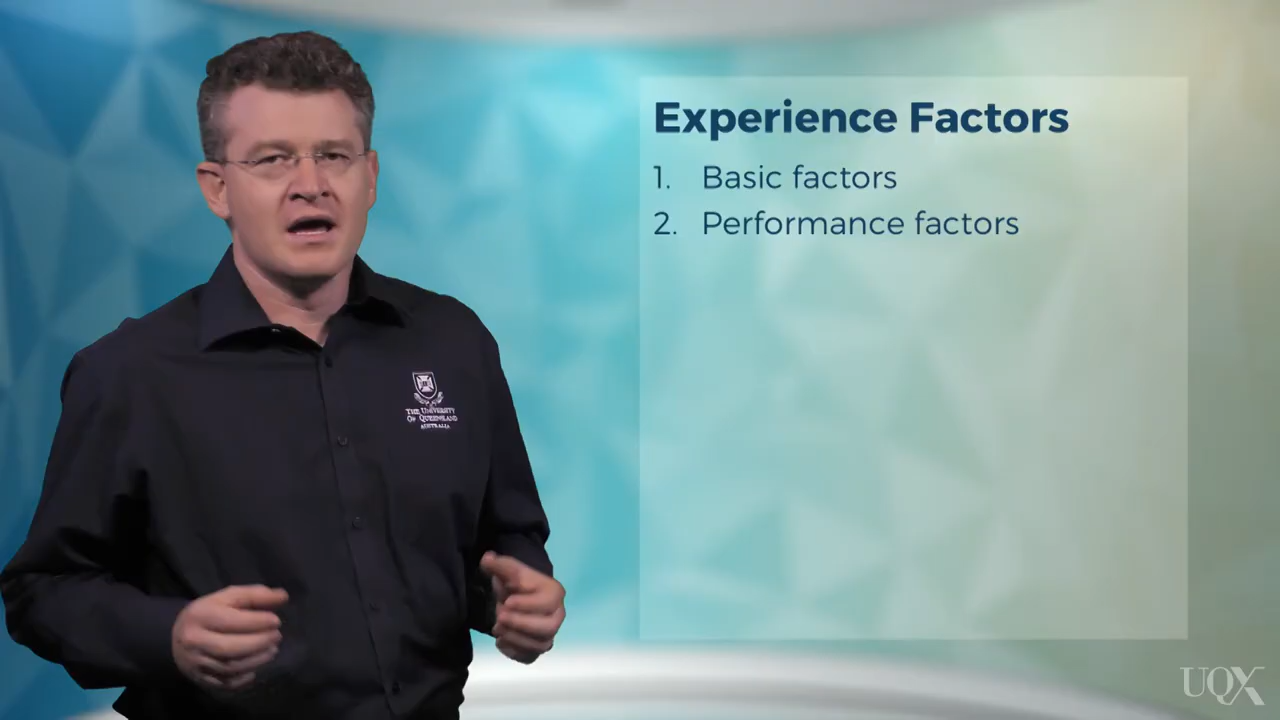 Experience Factors
1. Basic factors
2. Performance factors
THE UNIVERSITY
OF QUEENSLAND
AUSTRALIA
UQX